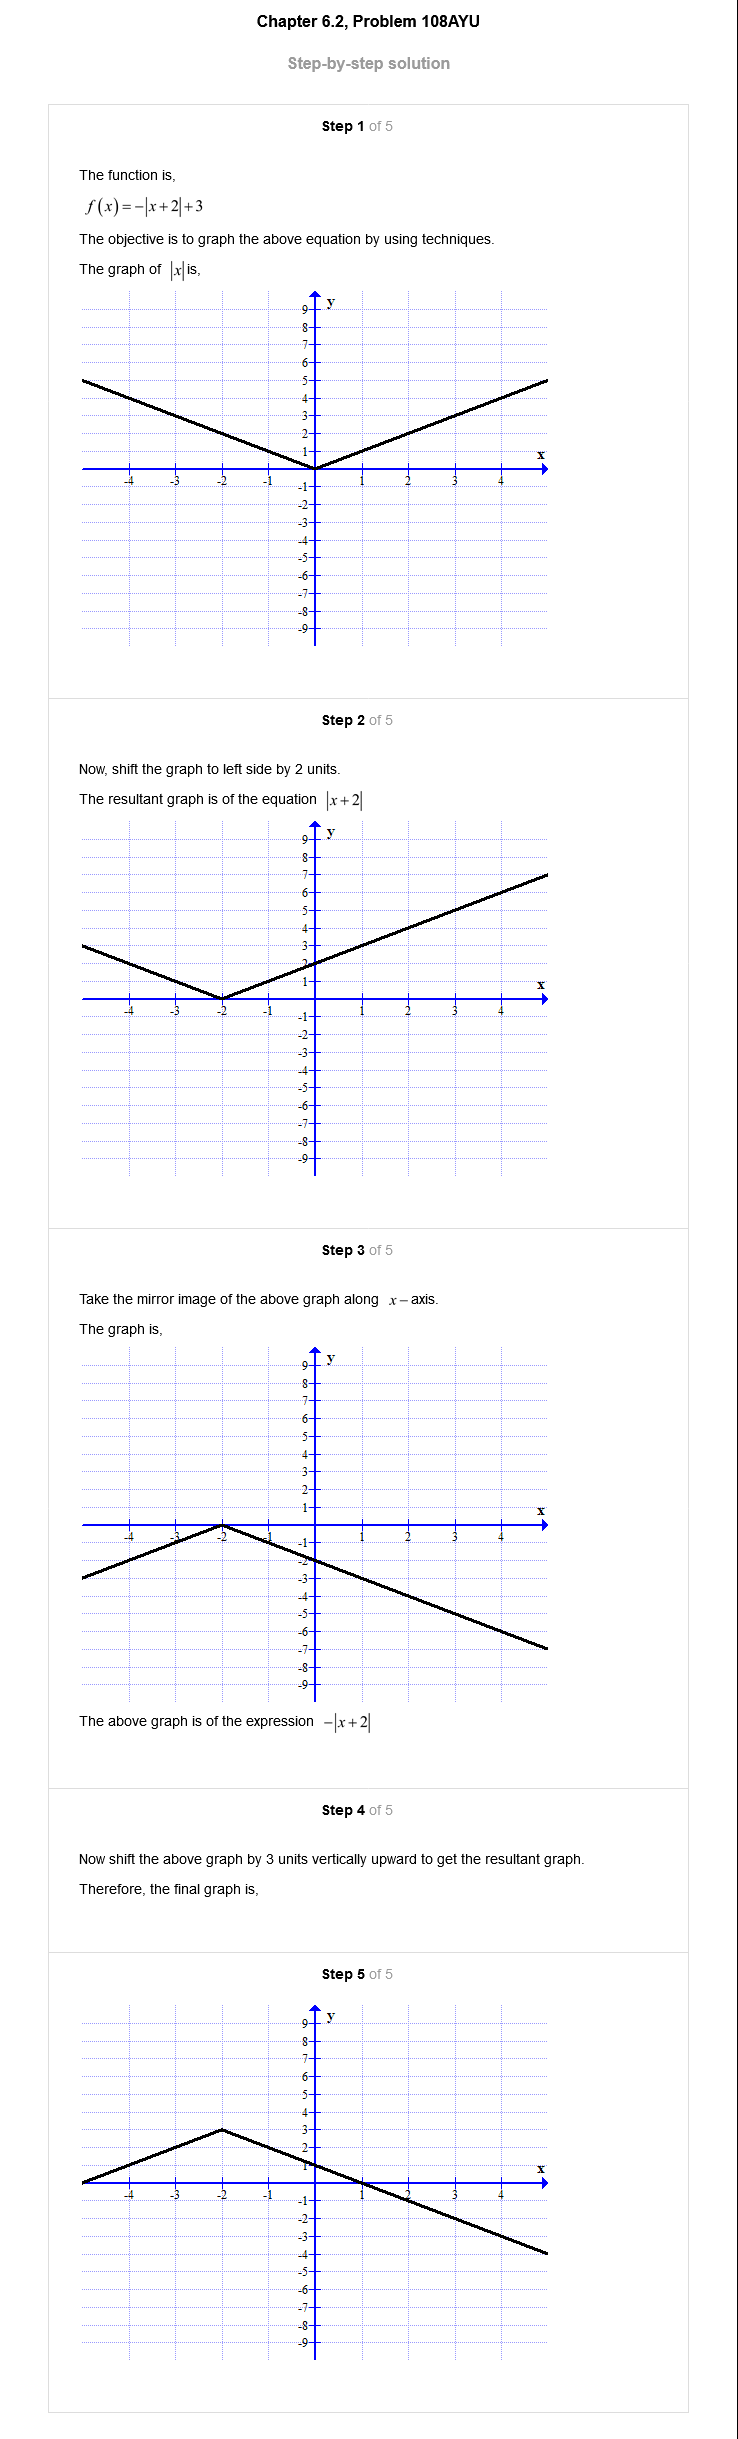 Chapter 6.2, Problem 108AYU
Step-by-step solution
Step 1 of 5
The function is,
f(x)=-|x+2|+3
The objective is to graph the above equation by using techniques.
The graph of |x| is,
y
9
8
7
6
5
4
3
2
1
x
-4 -3 -2 -1 1 2 3 4
-1
-2
-3
-4
-5
-6
-7
-8
-9
Step 2 of 5
Now, shift the graph to left side by 2 units.
The resultant graph is of the equation |x+2|
y
9
8
7
6
5
4
3
2
1
x
-4 -3 -2 -1 1 2 3 4
-1
-2
-3
-4
-5
-6
-7
-8
-9
Step 3 of 5
Take the mirror image of the above graph along x– axis.
The graph is,
y
9
8
7
6
5
4
3
2
1
x
-4 -3 -2 -1 1 2 3 4
-1
-2
-3
-4
-5
-6
-7
-8
-9
The above graph is of the expression -|x+2|
Step 4 of 5
Now shift the above graph by 3 units vertically upward to get the resultant graph.
Therefore, the final graph is,
Step 5 of 5
y
9
8
7
6
5
4
3
2
1
x
-4 -3 -2 -1 1 2 3 4
-1
-2
-3
-4
-5
-6
-7
-8
-9